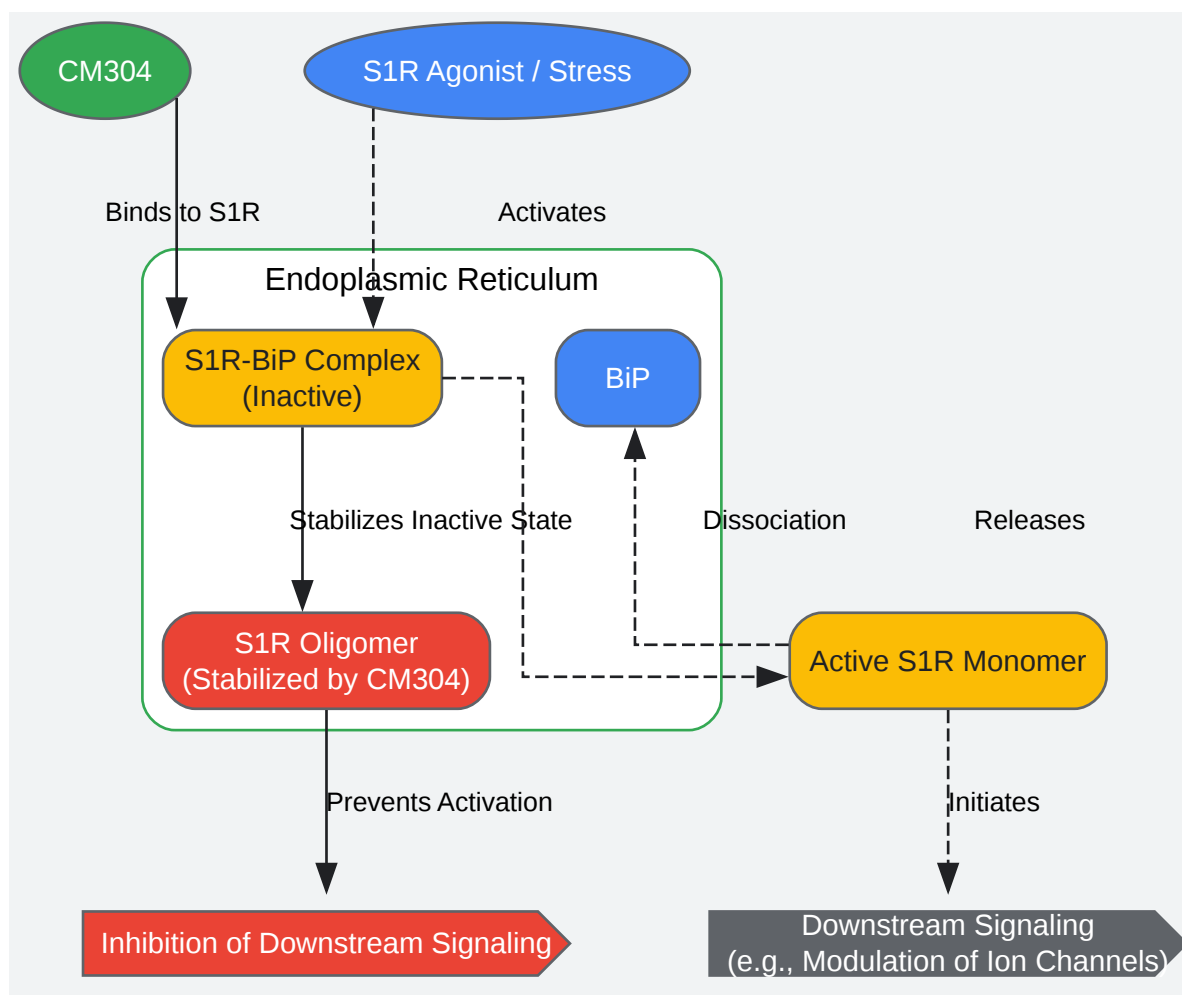 CM304
S1R Agonist / Stress
Binds to S1R
Activates
Endoplasmic Reticulum
S1R-BiP Complex
(Inactive)
BiP
Stabilizes Inactive State
Dissociation
Releases
S1R Oligomer
(Stabilized by CM304)
Active S1R Monomer
Prevents Activation
Initiates
Inhibition of Downstream Signaling
Downstream Signaling
(e.g., Modulation of Ion Channels)